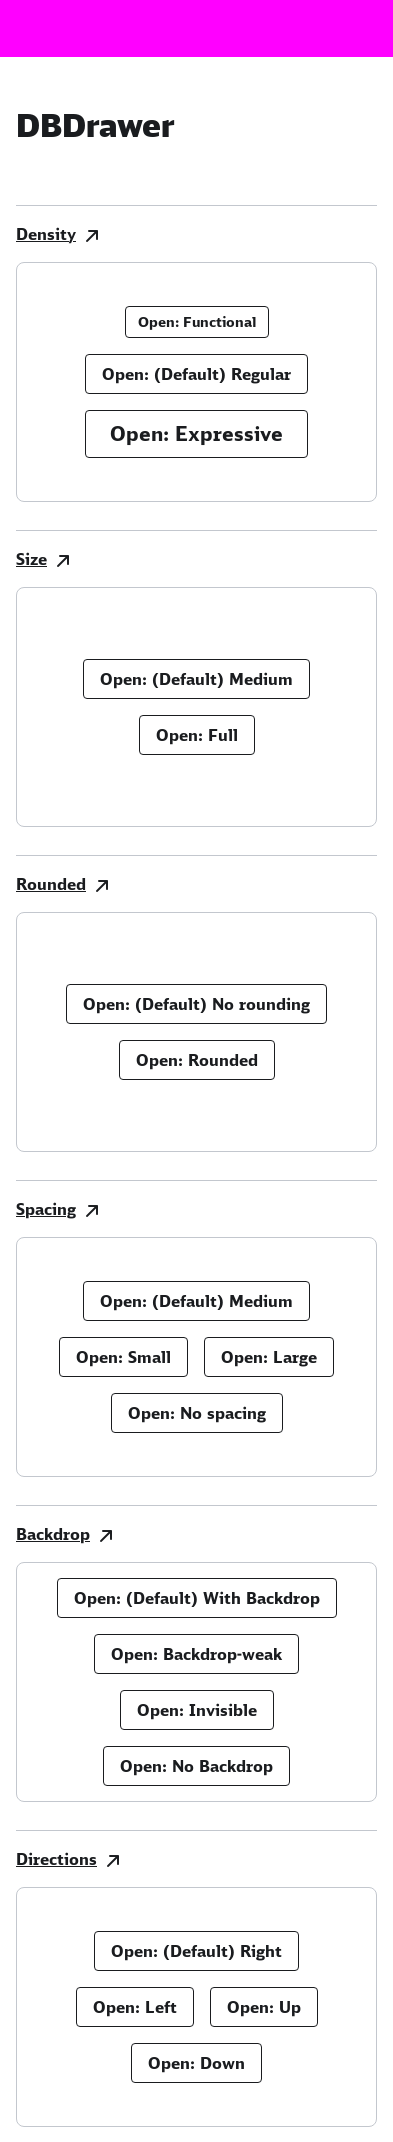 DBDrawer
Density
Open: Functional
Open: (Default) Regular
Open: Expressive
Size
Open: (Default) Medium
Open: Full
Rounded
Open: (Default) No rounding
Open: Rounded
Spacing
Open: (Default) Medium
Open: Small Open: Large
Open: No spacing
Backdrop
Open: (Default) With Backdrop
Open: Backdrop-weak
Open: Invisible
Open: No Backdrop
Directions
Open: (Default) Right
Open: Left Open: Up
Open: Down